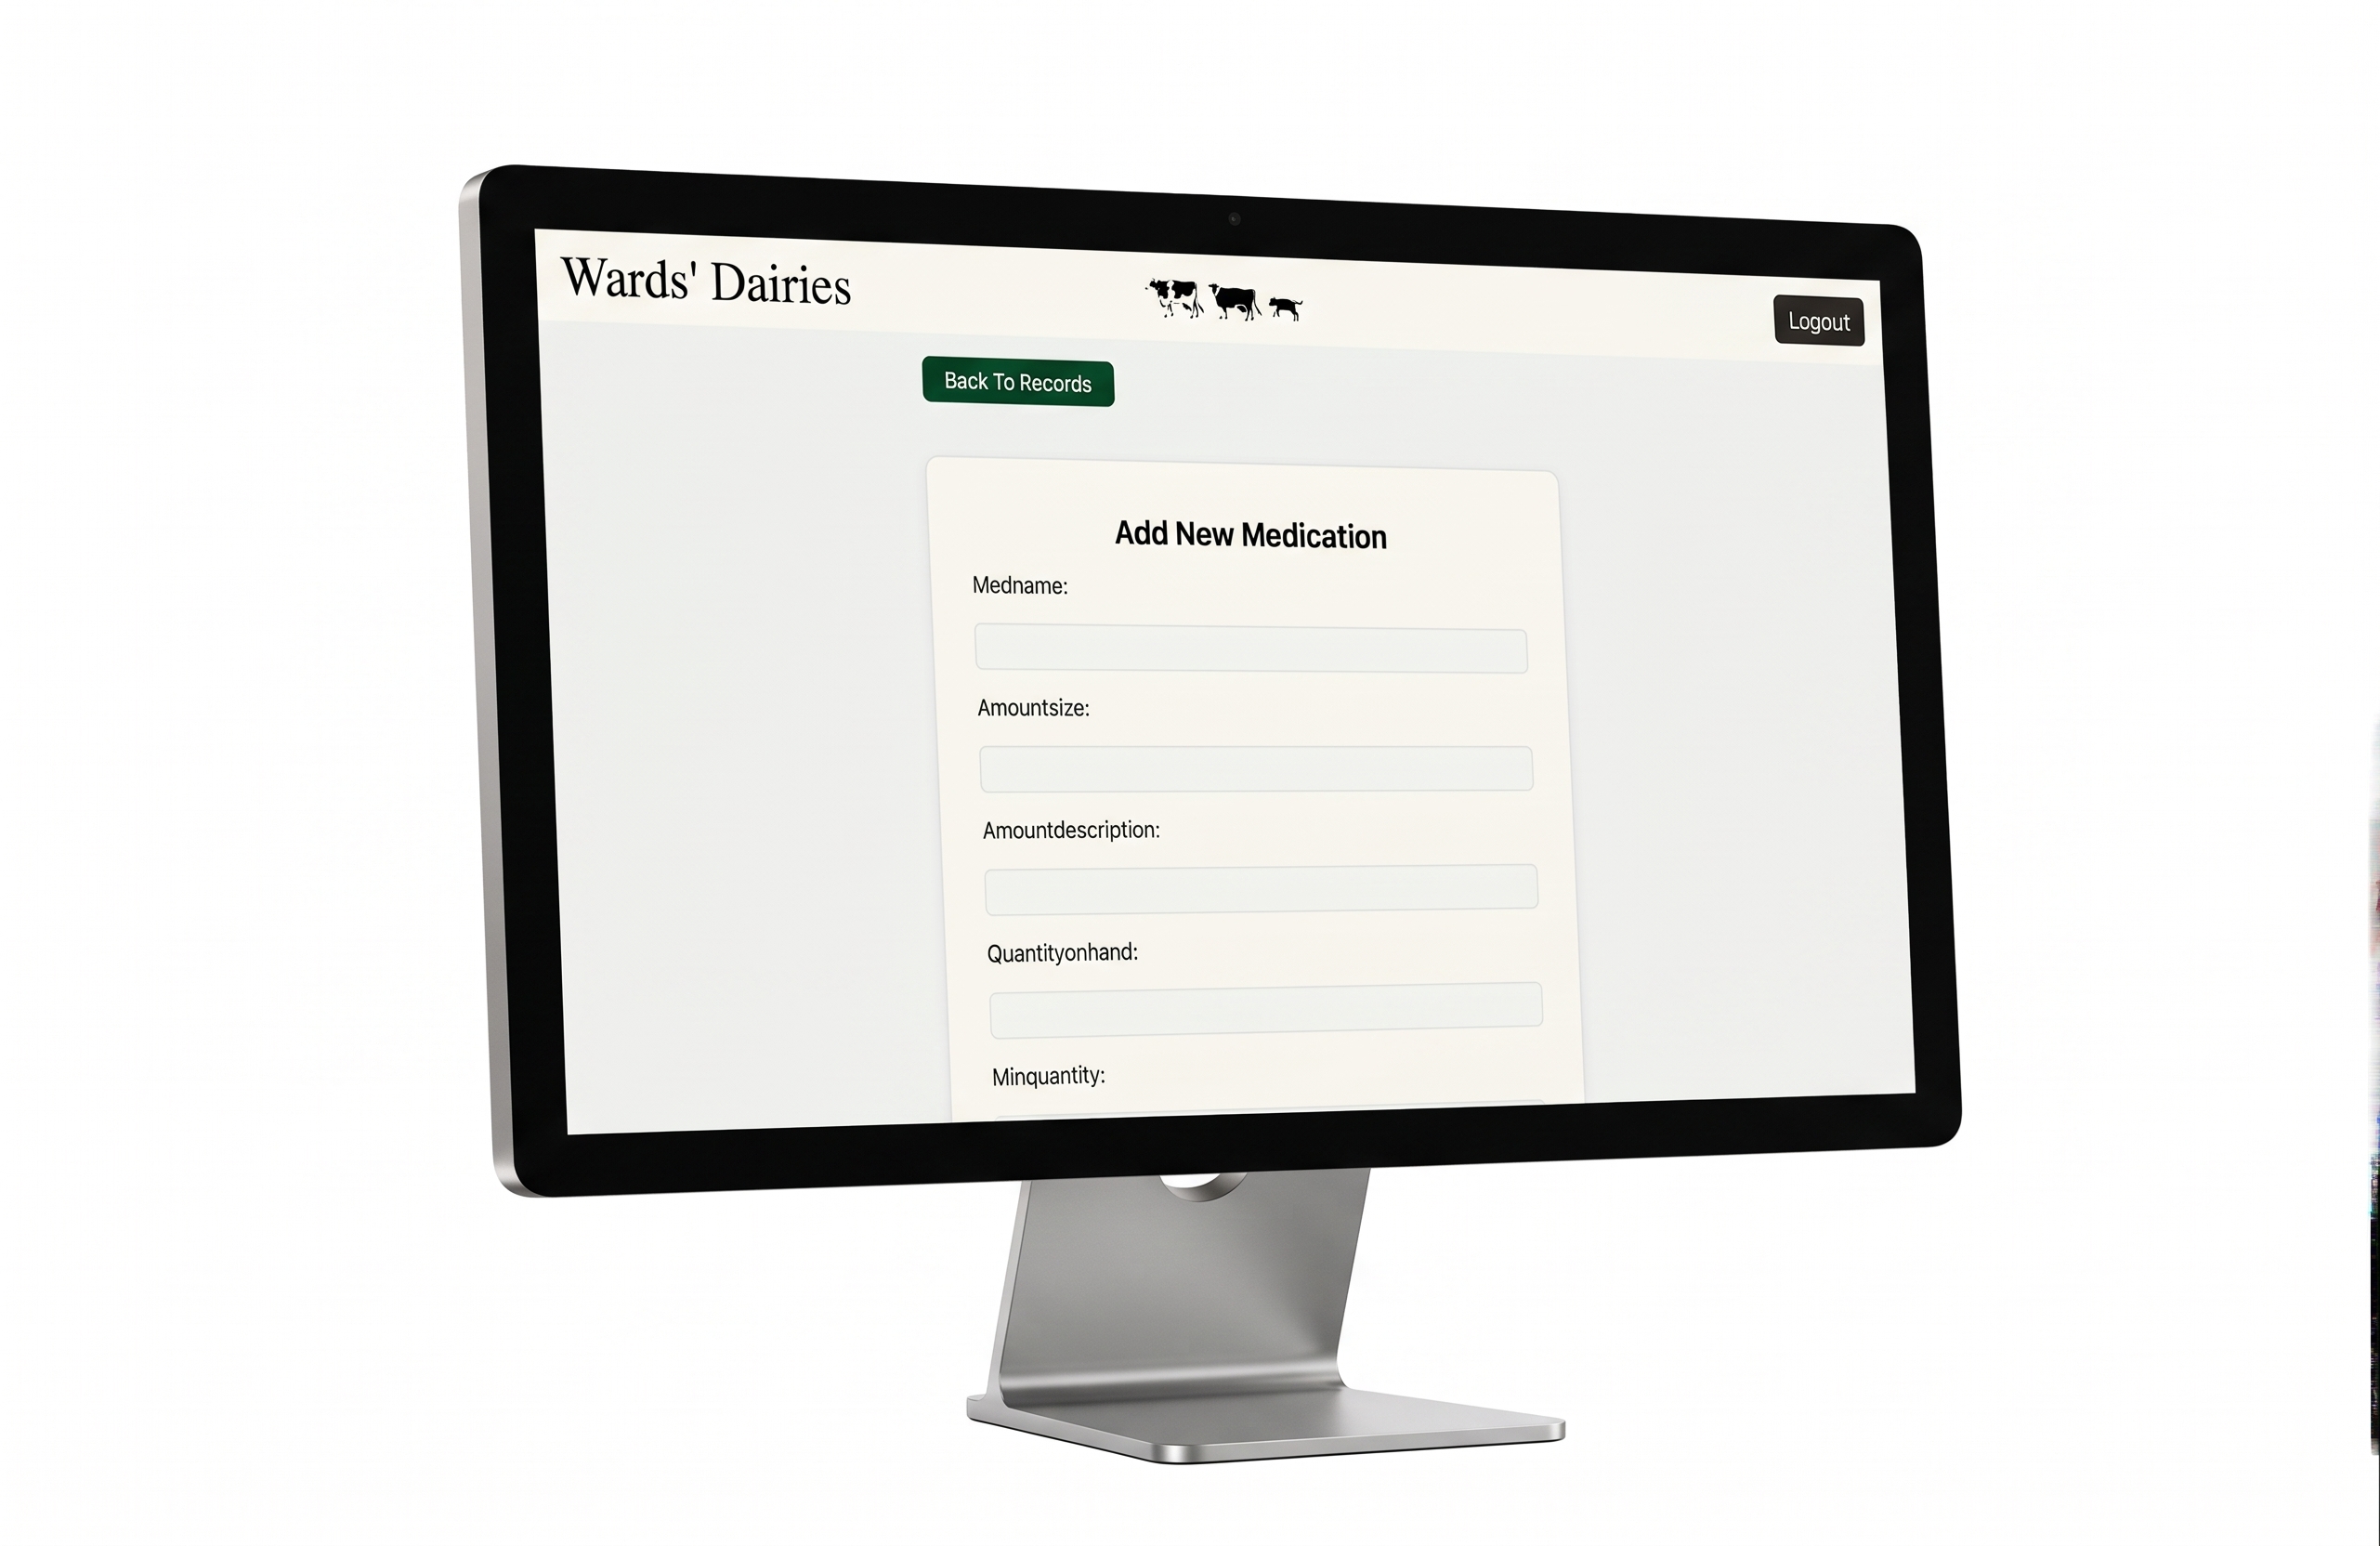 Wards' Dairies
Logout
Back To Records
Add New Medication
Medname:
Amountsize:
Amountdescription:
Quantityonhand:
Minquantity: